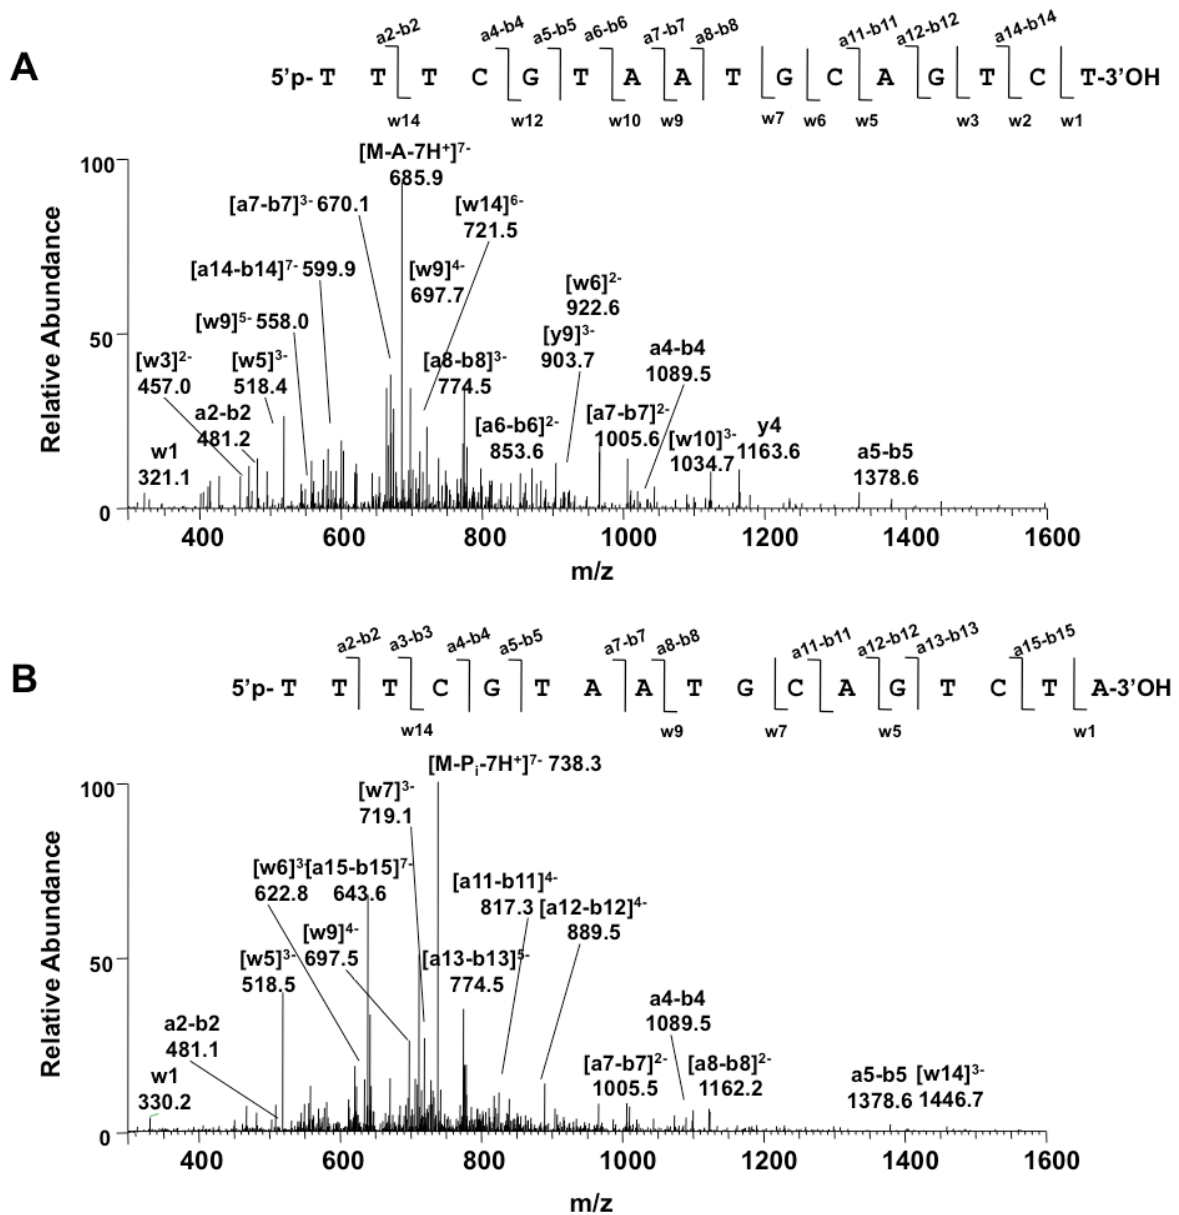 A
a2-b2 a4-b4 a5-b5 a6-b6 a7-b7 a8-b8 a11-b11 a12-b12 a14-b14
5'p- T T T C G T A A T G C A G T C T-3'OH
w14 w12 w10 w9 w7 w6 w5 w3 w2 w1
[M-A-7H⁺]⁷⁻
685.9
[a7-b7]³⁻ 670.1
[w14]⁶⁻
721.5
[a14-b14]⁷⁻ 599.9
[w9]⁴⁻
697.7
[w6]²⁻
922.6
[w9]⁵⁻ 558.0
[y9]³⁻
903.7
[w3]²⁻
457.0
[w5]³⁻
518.4
[a8-b8]³⁻
774.5
a4-b4
1089.5
a2-b2
481.2
[a6-b6]²⁻
853.6
[a7-b7]²⁻
1005.6
[w10]³⁻
1034.7
y4
1163.6
w1
321.1
a5-b5
1378.6
Relative Abundance
100
50
0
400 600 800 1000 1200 1400 1600
m/z
B
a2-b2 a3-b3 a4-b4 a5-b5 a7-b7 a8-b8 a11-b11 a12-b12 a13-b13 a15-b15
5'p- T T T C G T A A T G C A G T C T A-3'OH
w14 w9 w7 w5 w1
[M-Pᵢ-7H⁺]⁷⁻ 738.3
[w7]³⁻
719.1
[w6]³⁻
622.8
[a15-b15]⁷⁻
643.6
[a11-b11]⁴⁻
817.3
[a12-b12]⁴⁻
889.5
[w9]⁴⁻
697.5
[w5]³⁻
518.5
[a13-b13]⁵⁻
774.5
a4-b4
1089.5
a2-b2
481.1
[a7-b7]²⁻
1005.5
[a8-b8]²⁻
1162.2
w1
330.2
a5-b5
1378.6
[w14]³⁻
1446.7
Relative Abundance
100
50
0
400 600 800 1000 1200 1400 1600
m/z